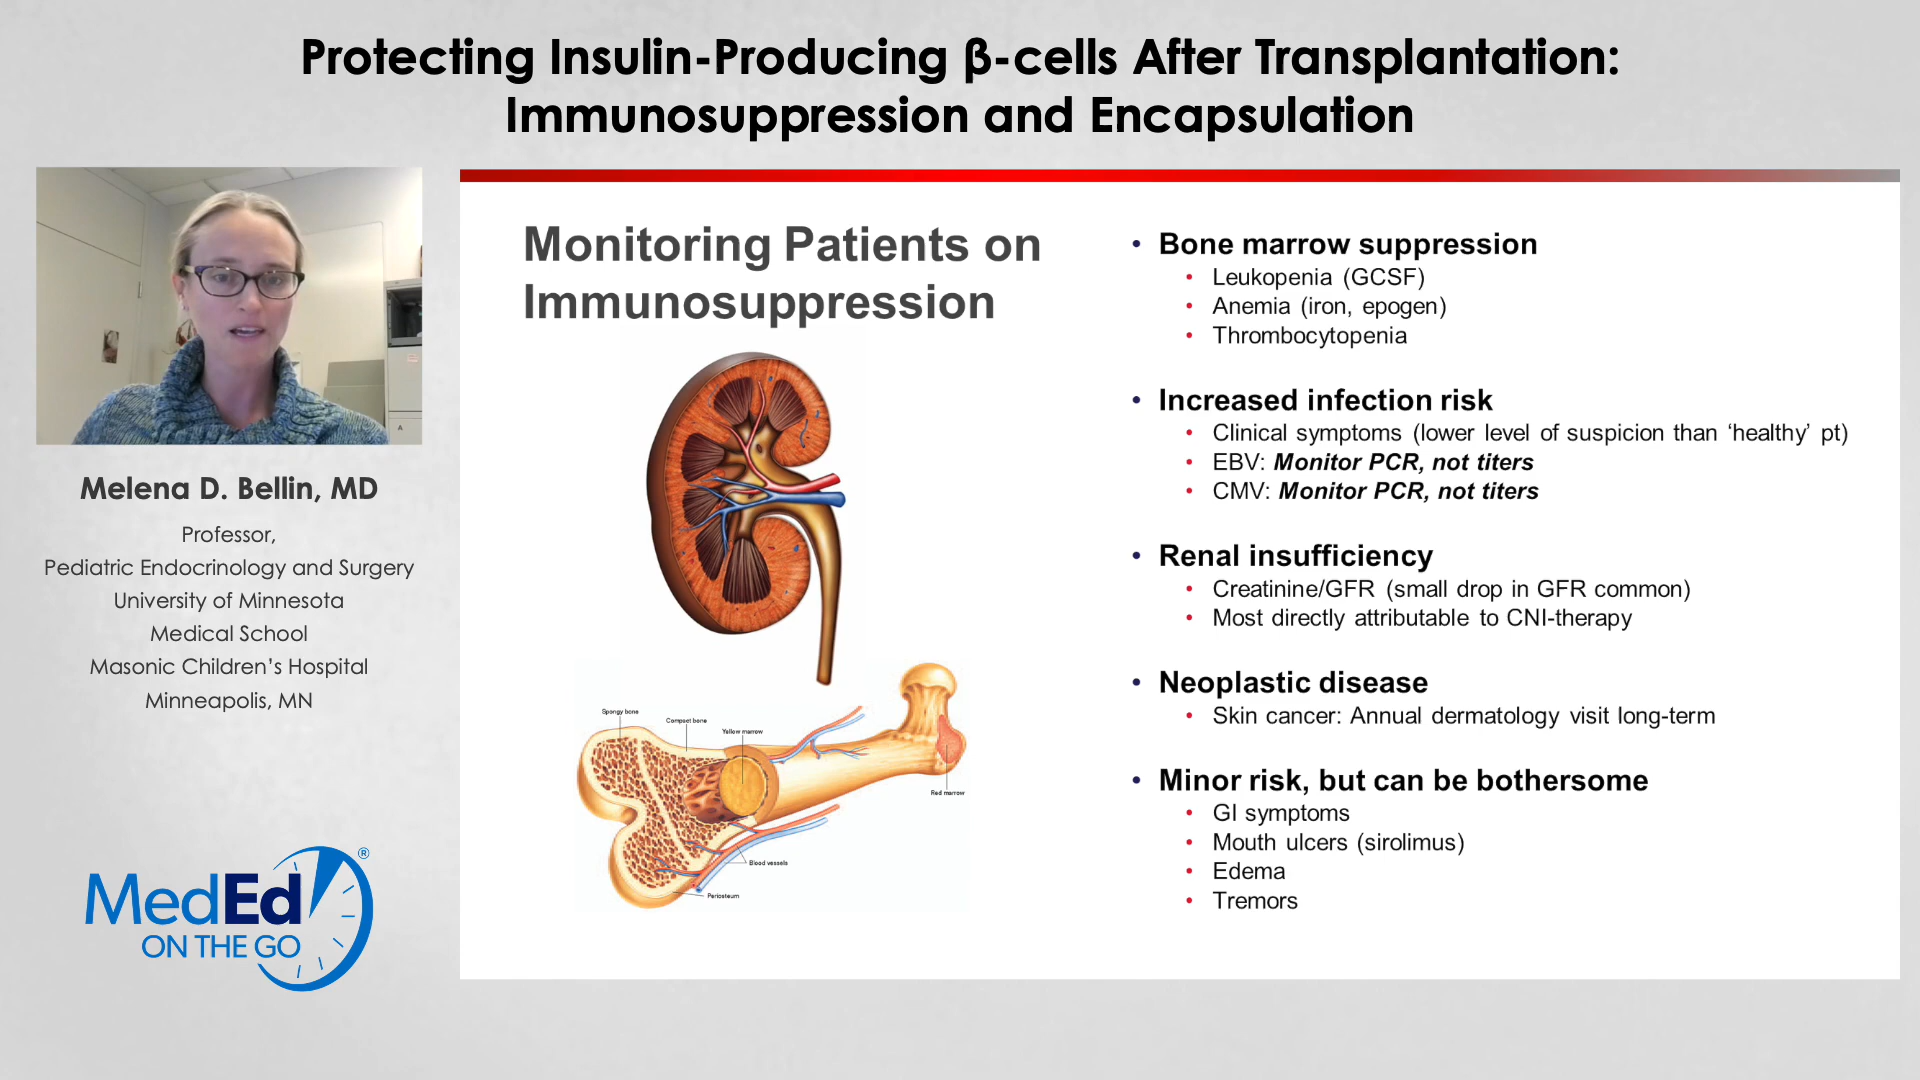 Protecting Insulin-Producing β-cells After Transplantation:
Immunosuppression and Encapsulation
Melena D. Bellin, MD
Professor,
Pediatric Endocrinology and Surgery
University of Minnesota
Medical School
Masonic Children’s Hospital
Minneapolis, MN
MedEd®
ON THE GO
Monitoring Patients on
Immunosuppression
Spongy bone
Compact bone
Yellow marrow
Red marrow
Blood vessels
Periosteum
• Bone marrow suppression
• Leukopenia (GCSF)
• Anemia (iron, epogen)
• Thrombocytopenia
• Increased infection risk
• Clinical symptoms (lower level of suspicion than ‘healthy’ pt)
• EBV: Monitor PCR, not titers
• CMV: Monitor PCR, not titers
• Renal insufficiency
• Creatinine/GFR (small drop in GFR common)
• Most directly attributable to CNI-therapy
• Neoplastic disease
• Skin cancer: Annual dermatology visit long-term
• Minor risk, but can be bothersome
• GI symptoms
• Mouth ulcers (sirolimus)
• Edema
• Tremors